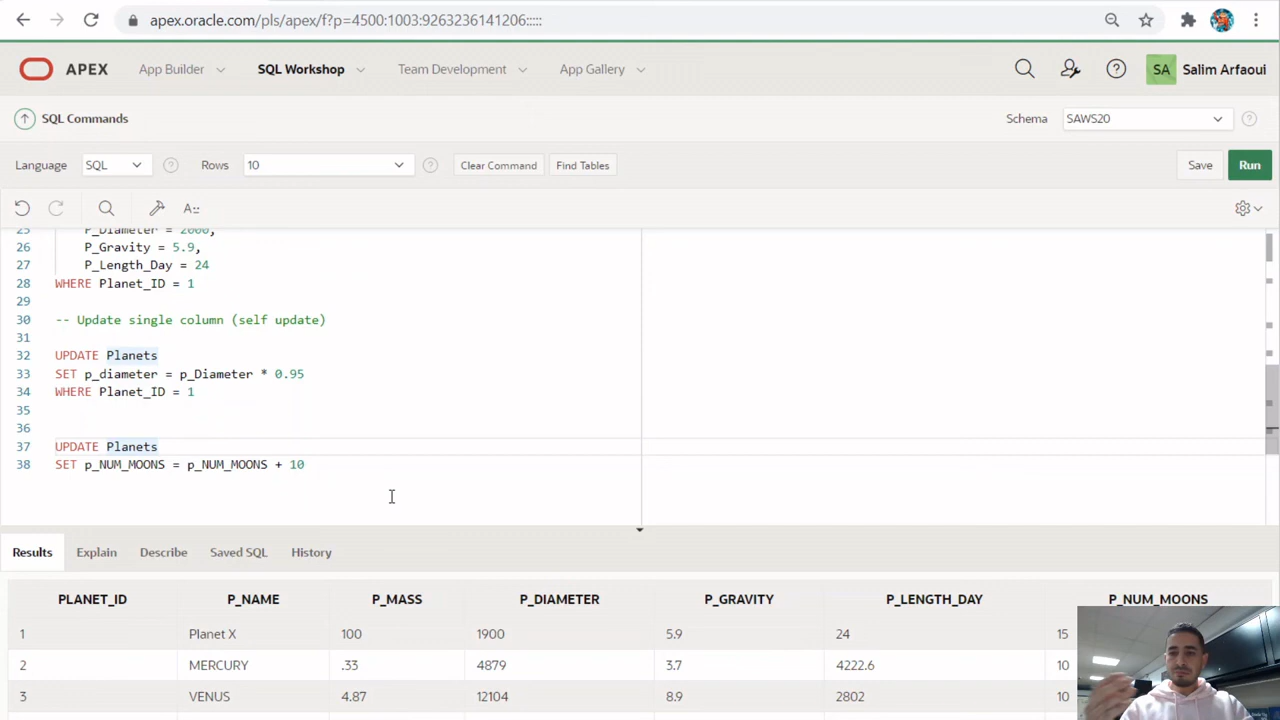 apex.oracle.com/pls/apex/f?p=4500:1003:9263236141206:::::
APEX App Builder SQL Workshop Team Development App Gallery SA Salim Arfaoui
SQL Commands Schema SAWS20
Language SQL Rows 10 Clear Command Find Tables Save Run
25 P_Diameter = 2000,
26 P_Gravity = 5.9,
27 P_Length_Day = 24
28 WHERE Planet_ID = 1
29
30 -- Update single column (self update)
31
32 UPDATE Planets
33 SET p_diameter = p_Diameter * 0.95
34 WHERE Planet_ID = 1
35
36
37 UPDATE Planets
38 SET p_NUM_MOONS = p_NUM_MOONS + 10
Results Explain Describe Saved SQL History
PLANET_ID P_NAME P_MASS P_DIAMETER P_GRAVITY P_LENGTH_DAY P_NUM_MOONS
1 Planet X 100 1900 5.9 24 15
2 MERCURY .33 4879 3.7 4222.6 10
3 VENUS 4.87 12104 8.9 2802 10